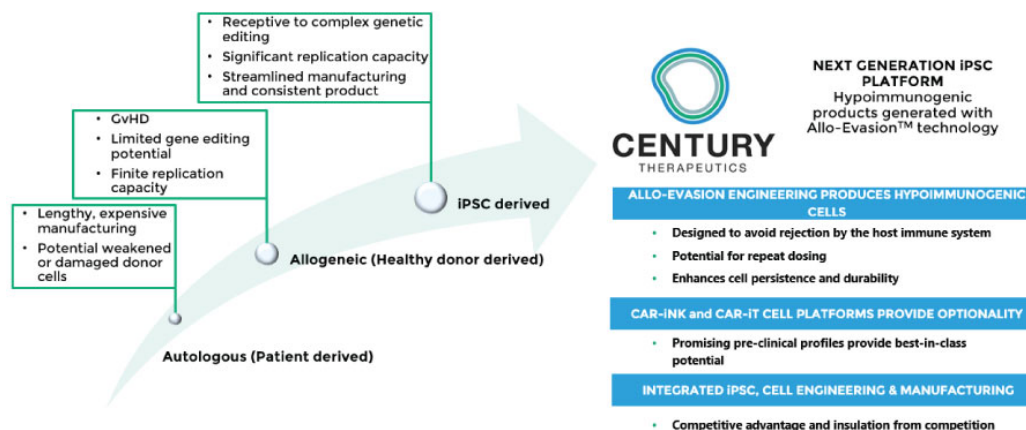 • Receptive to complex genetic
editing
• Significant replication capacity
• Streamlined manufacturing
and consistent product
• GvHD
• Limited gene editing
potential
• Finite replication
capacity
• Lengthy, expensive
manufacturing
• Potential weakened
or damaged donor
cells
iPSC derived
Allogeneic (Healthy donor derived)
Autologous (Patient derived)
CENTURY
THERAPEUTICS
NEXT GENERATION iPSC
PLATFORM
Hypoimmunogenic
products generated with
Allo-Evasion™ technology
ALLO-EVASION ENGINEERING PRODUCES HYPOIMMUNOGENIC
CELLS
• Designed to avoid rejection by the host immune system
• Potential for repeat dosing
• Enhances cell persistence and durability
CAR-iNK and CAR-iT CELL PLATFORMS PROVIDE OPTIONALITY
• Promising pre-clinical profiles provide best-in-class
potential
INTEGRATED iPSC, CELL ENGINEERING & MANUFACTURING
• Competitive advantage and insulation from competition